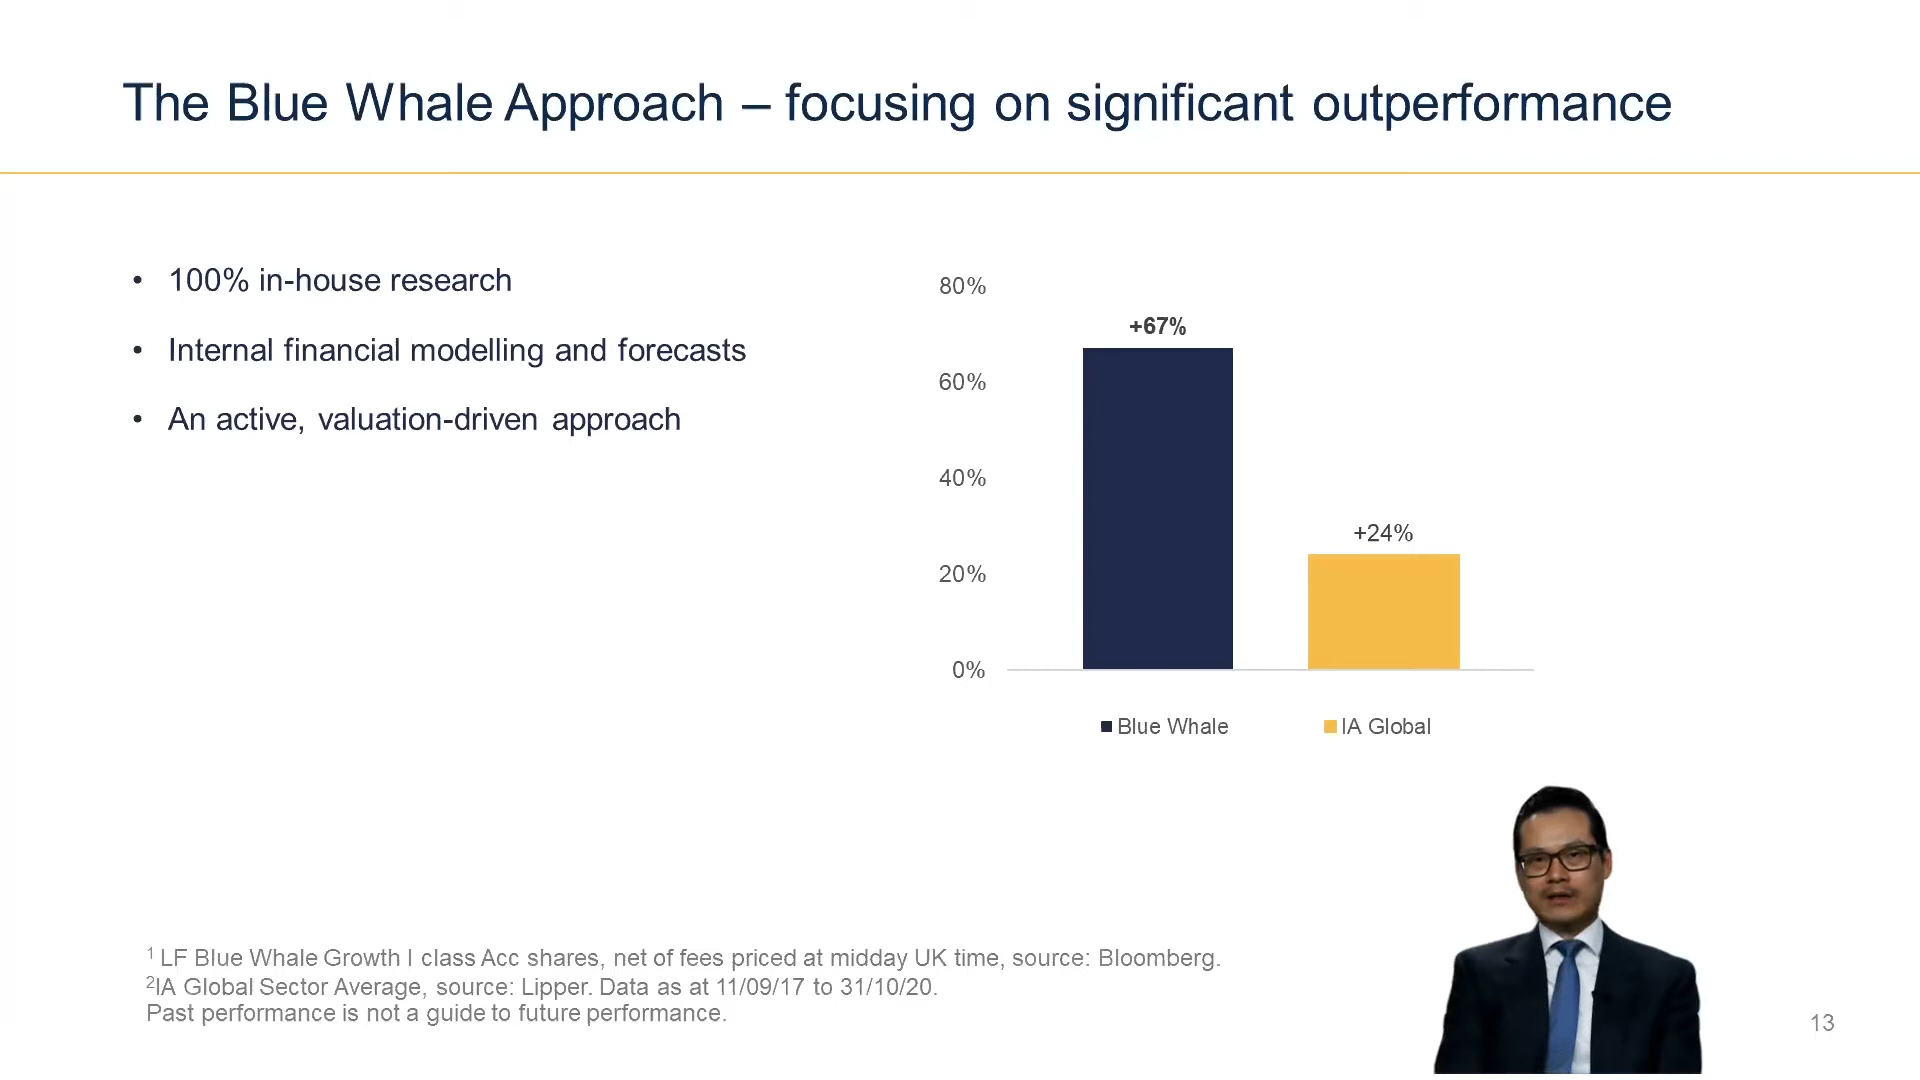 The Blue Whale Approach – focusing on significant outperformance
• 100% in-house research
• Internal financial modelling and forecasts
• An active, valuation-driven approach
80%
+67%
60%
40%
+24%
20%
0%
Blue Whale
IA Global
1 LF Blue Whale Growth I class Acc shares, net of fees priced at midday UK time, source: Bloomberg.
2IA Global Sector Average, source: Lipper. Data as at 11/09/17 to 31/10/20.
Past performance is not a guide to future performance.
13